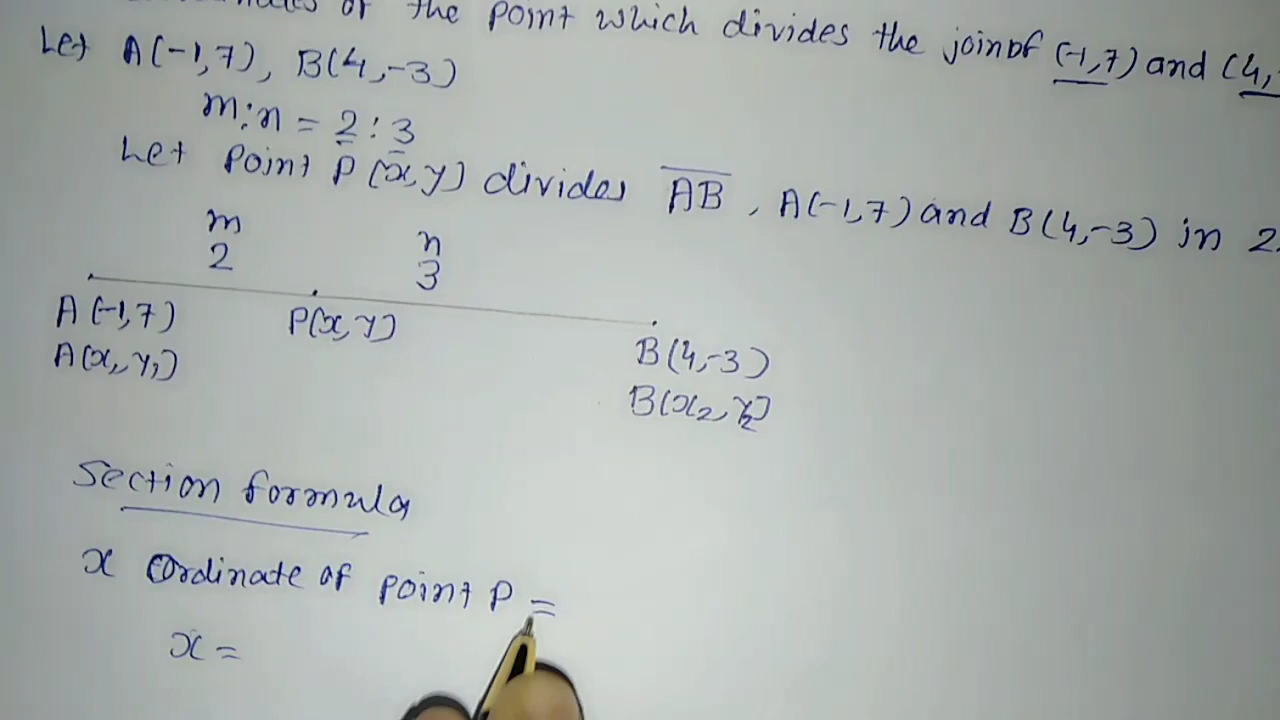 of the point which divides the join of (-1,7) and (4,
Let A(-1,7), B(4,-3)
m:n = 2:3
Let Point P(x,y) divides AB, A(-1,7) and B(4,-3) in 2
m n
2 3
A(-1,7) P(x,y) B(4,-3)
A(x₁,y₁) B(x₂,y₂)
Section formula
x Ordinate of point P =
x =